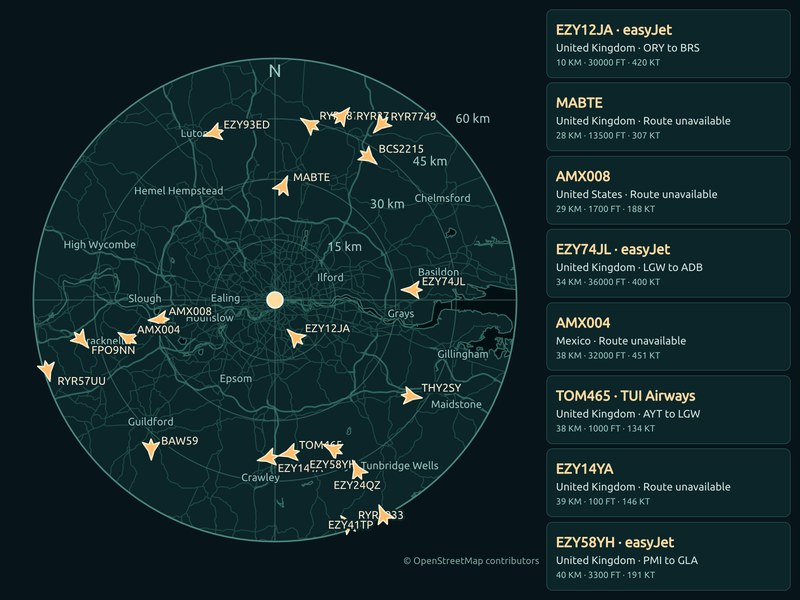 N
60 km
45 km
30 km
15 km
RYR7749
EZY93ED
Luton
BCS2215
MABTE
Hemel Hempstead
Chelmsford
High Wycombe
Ilford
Basildon
EZY74JL
Slough
Ealing
AMX008
Hounslow
Grays
AMX004
EZY12JA
FPO9NN
Gillingham
RYR57UU
Epsom
THY2SY
Maidstone
Guildford
BAW59
TOM465
EZY58YH
Tunbridge Wells
Crawley
EZY24QZ
EZY41TP
© OpenStreetMap contributors
EZY12JA · easyJet
United Kingdom · ORY to BRS
10 KM · 30000 FT · 420 KT
MABTE
United Kingdom · Route unavailable
28 KM · 13500 FT · 307 KT
AMX008
United States · Route unavailable
29 KM · 1700 FT · 188 KT
EZY74JL · easyJet
United Kingdom · LGW to ADB
34 KM · 36000 FT · 400 KT
AMX004
Mexico · Route unavailable
38 KM · 32000 FT · 451 KT
TOM465 · TUI Airways
United Kingdom · AYT to LGW
38 KM · 1000 FT · 134 KT
EZY14YA
United Kingdom · Route unavailable
39 KM · 100 FT · 146 KT
EZY58YH · easyJet
United Kingdom · PMI to GLA
40 KM · 3300 FT · 191 KT